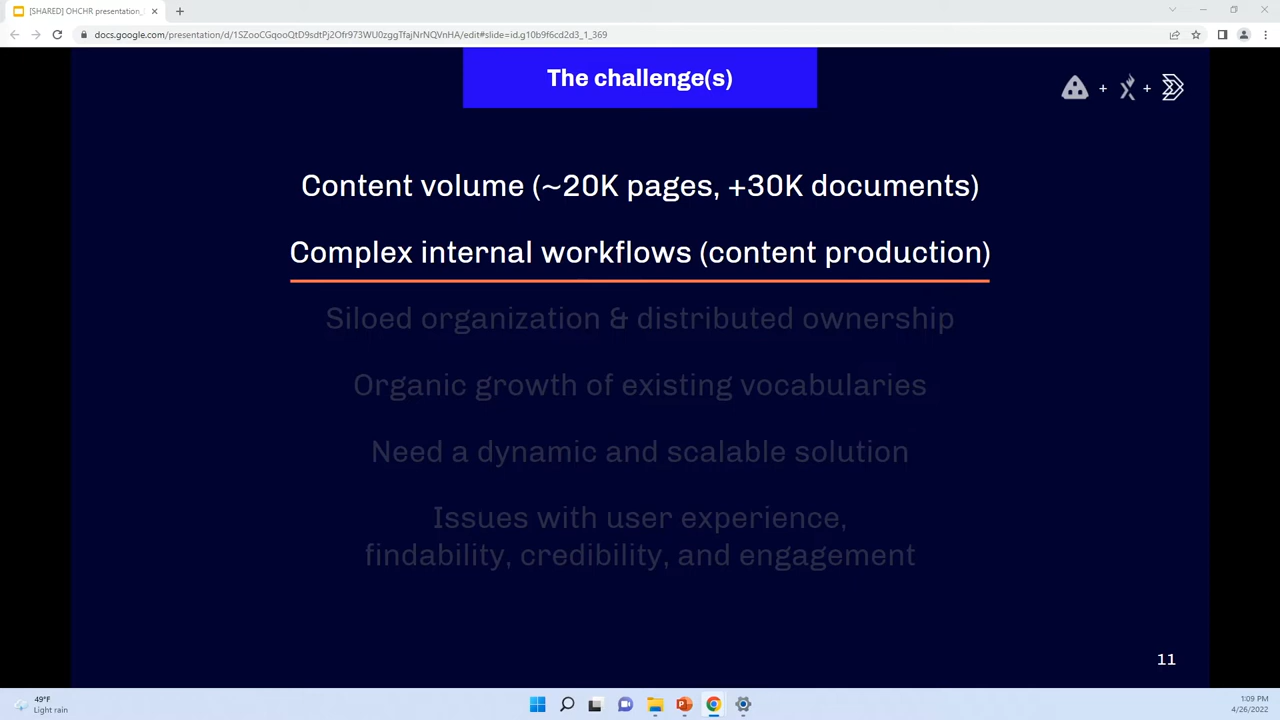 [SHARED] OHCHR presentation_
docs.google.com/presentation/d/1SZooCGqooQtD9sdtPj2Ofr973WU0zggTfajNrNQVnHA/edit#slide=id.g10b9f6cd2d3_1_369
The challenge(s)
+ +
Content volume (~20K pages, +30K documents)
Complex internal workflows (content production)
Siloed organization & distributed ownership
Organic growth of existing vocabularies
Need a dynamic and scalable solution
Issues with user experience,
findability, credibility, and engagement
11
49°F
Light rain
1:09 PM
4/26/2022